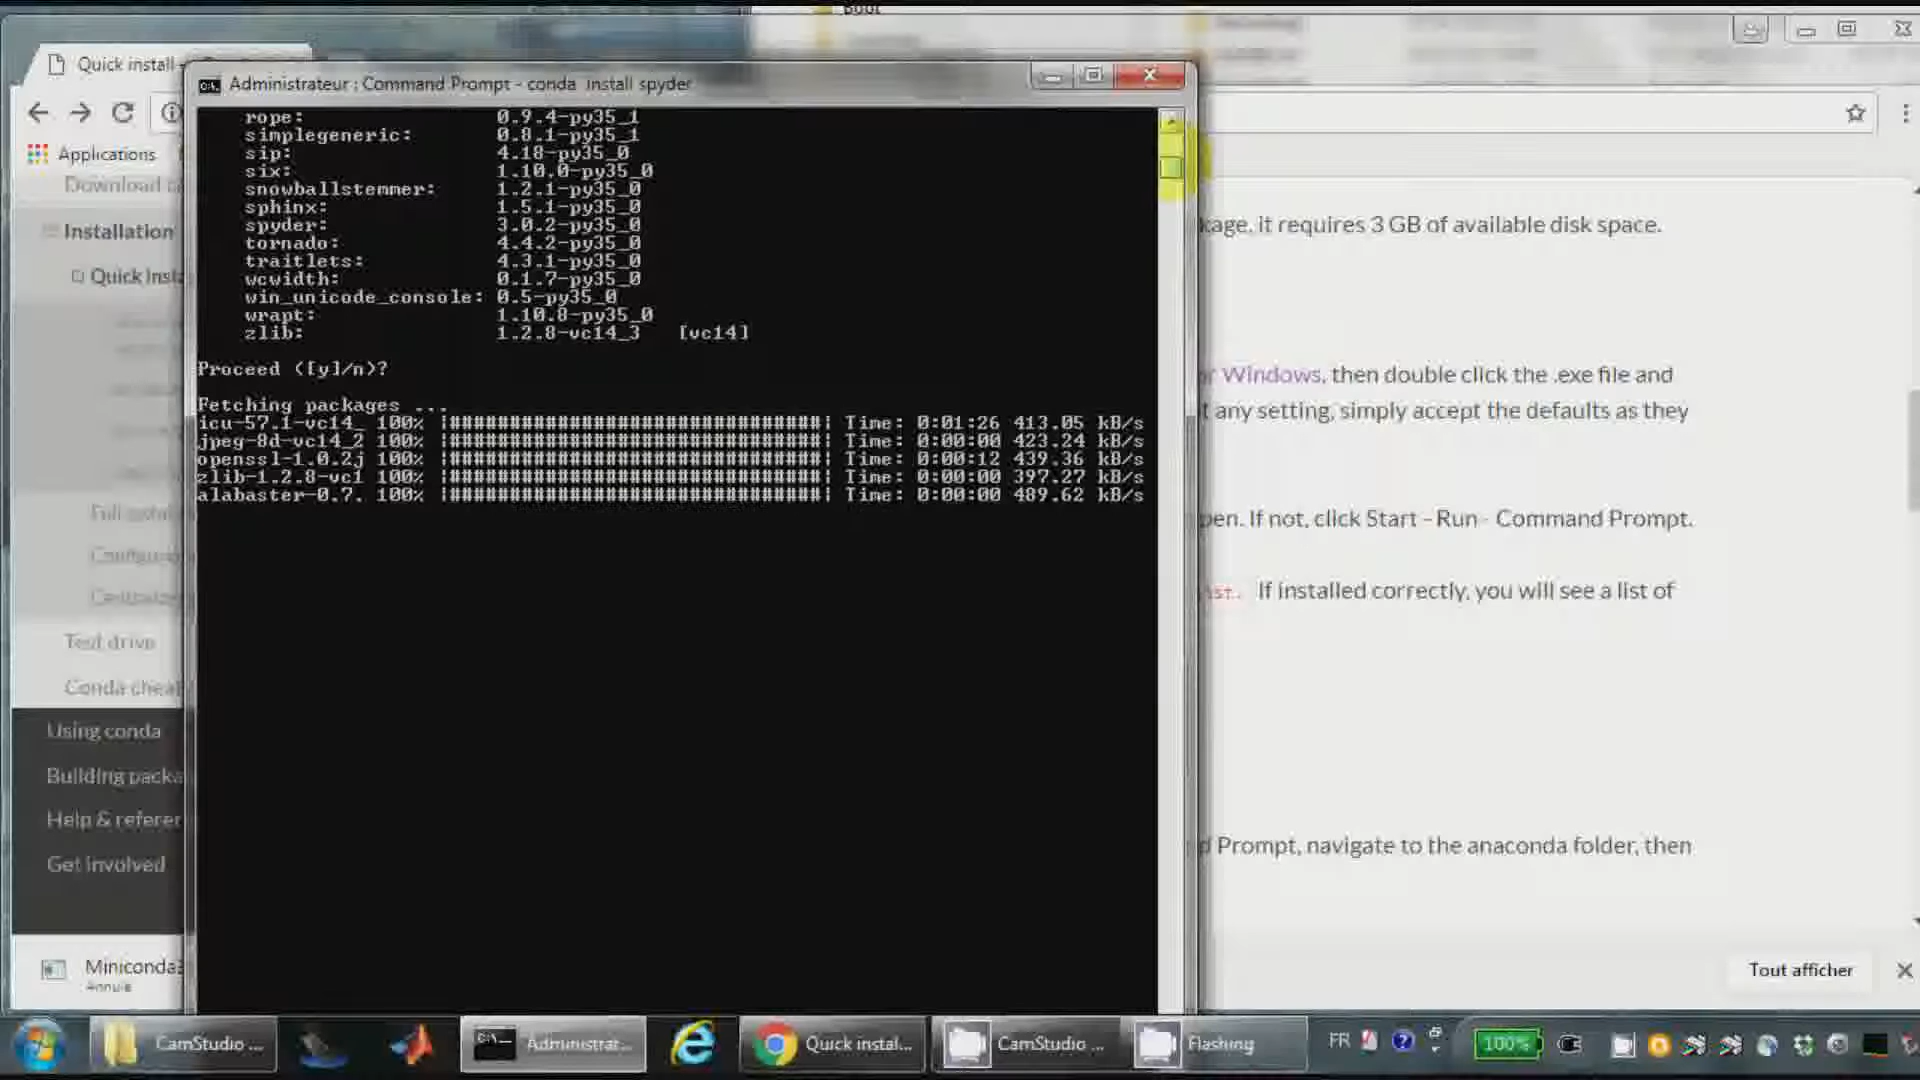 Boot
Quick install -
Administrateur : Command Prompt - conda  install spyder
Applications
Download
Installation
Quick
Full
Test drive
Conda
Using conda
Building
Help &
Get involved
rope: 0.9.4-py35_1
simplegeneric: 0.8.1-py35_1
sip: 4.18-py35_0
six: 1.10.0-py35_0
snowballstemmer: 1.2.1-py35_0
sphinx: 1.5.1-py35_0
spyder: 3.0.2-py35_0
tornado: 4.4.2-py35_0
traitlets: 4.3.1-py35_0
wcwidth: 0.1.7-py35_0
win_unicode_console: 0.5-py35_0
wrapt: 1.10.8-py35_0
zlib: 1.2.8-vc14_3 [vc14]
Proceed ([y]/n)?
Fetching packages ...
icu-57.1-vc14_ 100% |###############################| Time: 0:01:26 413.05 kB/s
jpeg-8d-vc14_2 100% |###############################| Time: 0:00:00 423.24 kB/s
openssl-1.0.2j 100% |###############################| Time: 0:00:12 439.36 kB/s
zlib-1.2.8-vc1 100% |###############################| Time: 0:00:00 397.27 kB/s
alabaster-0.7. 100% |###############################| Time: 0:00:00 489.62 kB/s
kage, it requires 3 GB of available disk space.
Windows, then double click the .exe file and
any setting, simply accept the defaults as they
pen. If not, click Start - Run - Command Prompt.
If installed correctly, you will see a list of
Prompt, navigate to the anaconda folder, then
Miniconda3
Annulé
Tout afficher
CamStudio ...
Administrat...
Quick instal...
CamStudio ...
Flashing
FR
100%